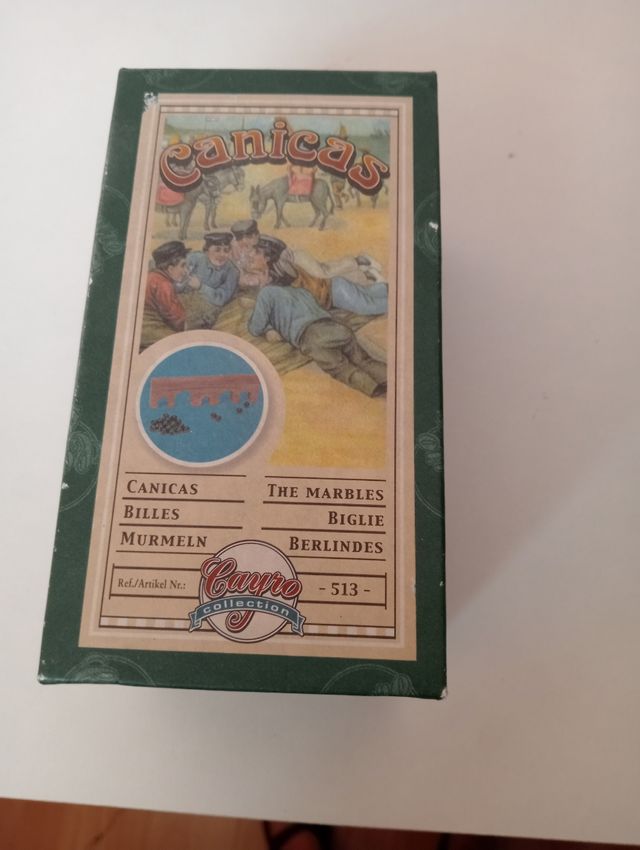 Canicas
CANICAS
THE MARBLES
BILLES
BIGLIE
MURMELN
BERLINDES
Ref./Artikel Nr.:
Cayro
collection
- 513 -